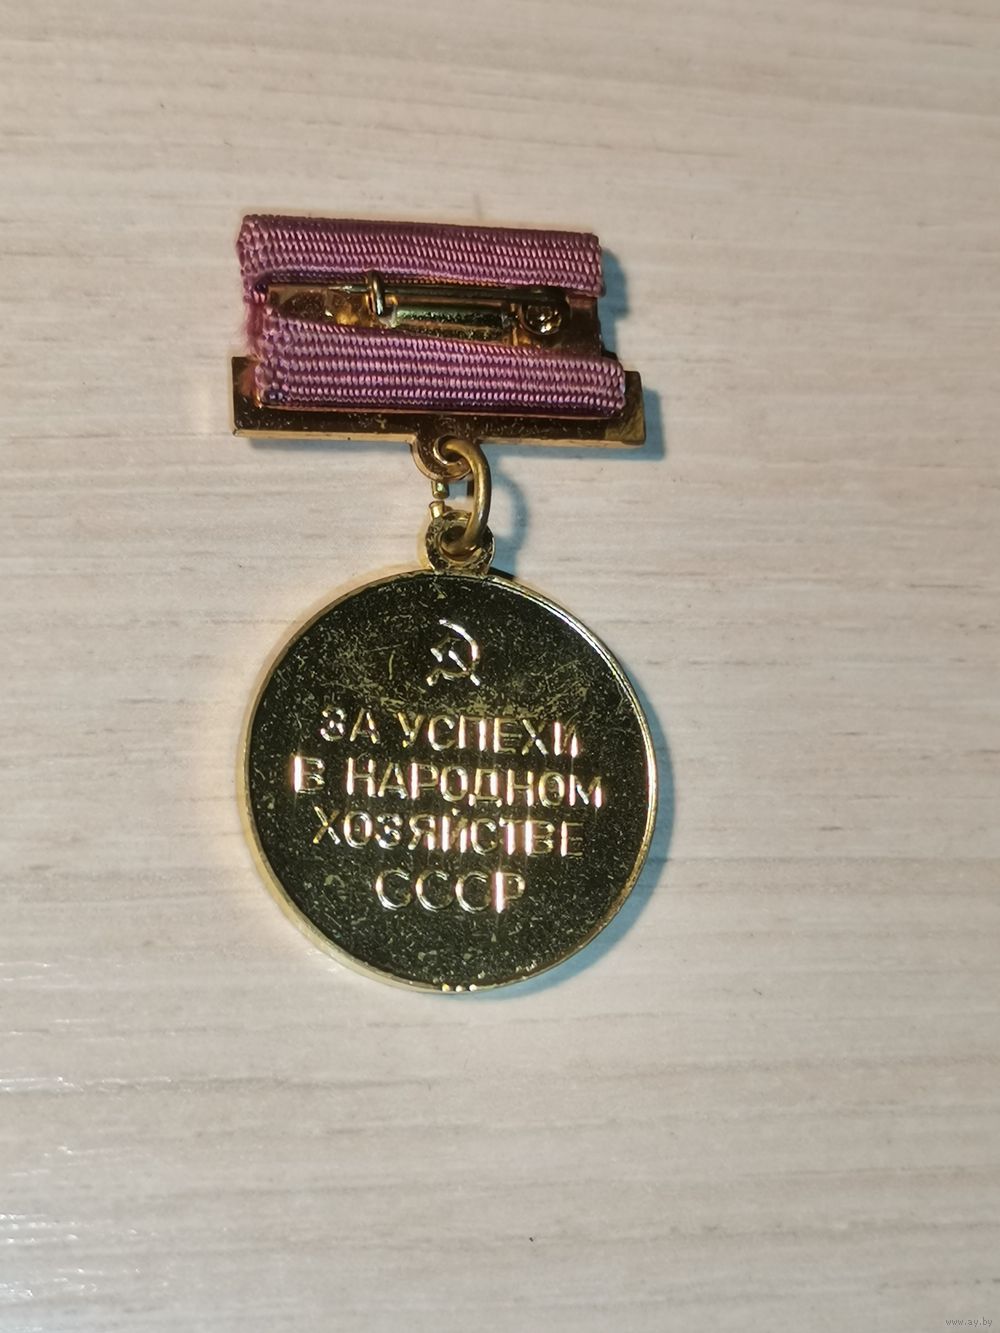 ЗА УСПЕХИ
В НАРОДНОМ
ХОЗЯЙСТВЕ
СССР
www.ay.by